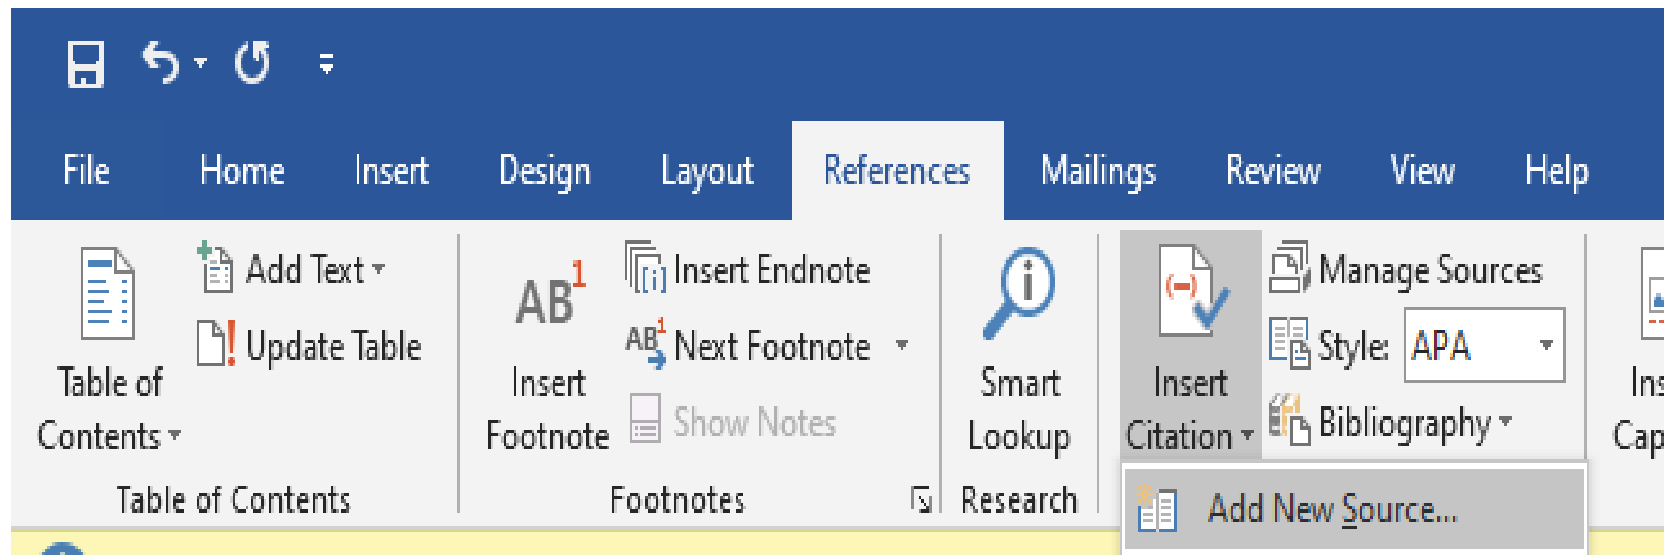 File Home Insert Design Layout References Mailings Review View Help
Table of
Contents
Add Text
Update Table
Table of Contents
AB1
Insert
Footnote
Insert Endnote
AB1 Next Footnote
Show Notes
Footnotes
Smart
Lookup
Research
Insert
Citation
Manage Sources
Style: APA
Bibliography
Add New Source...